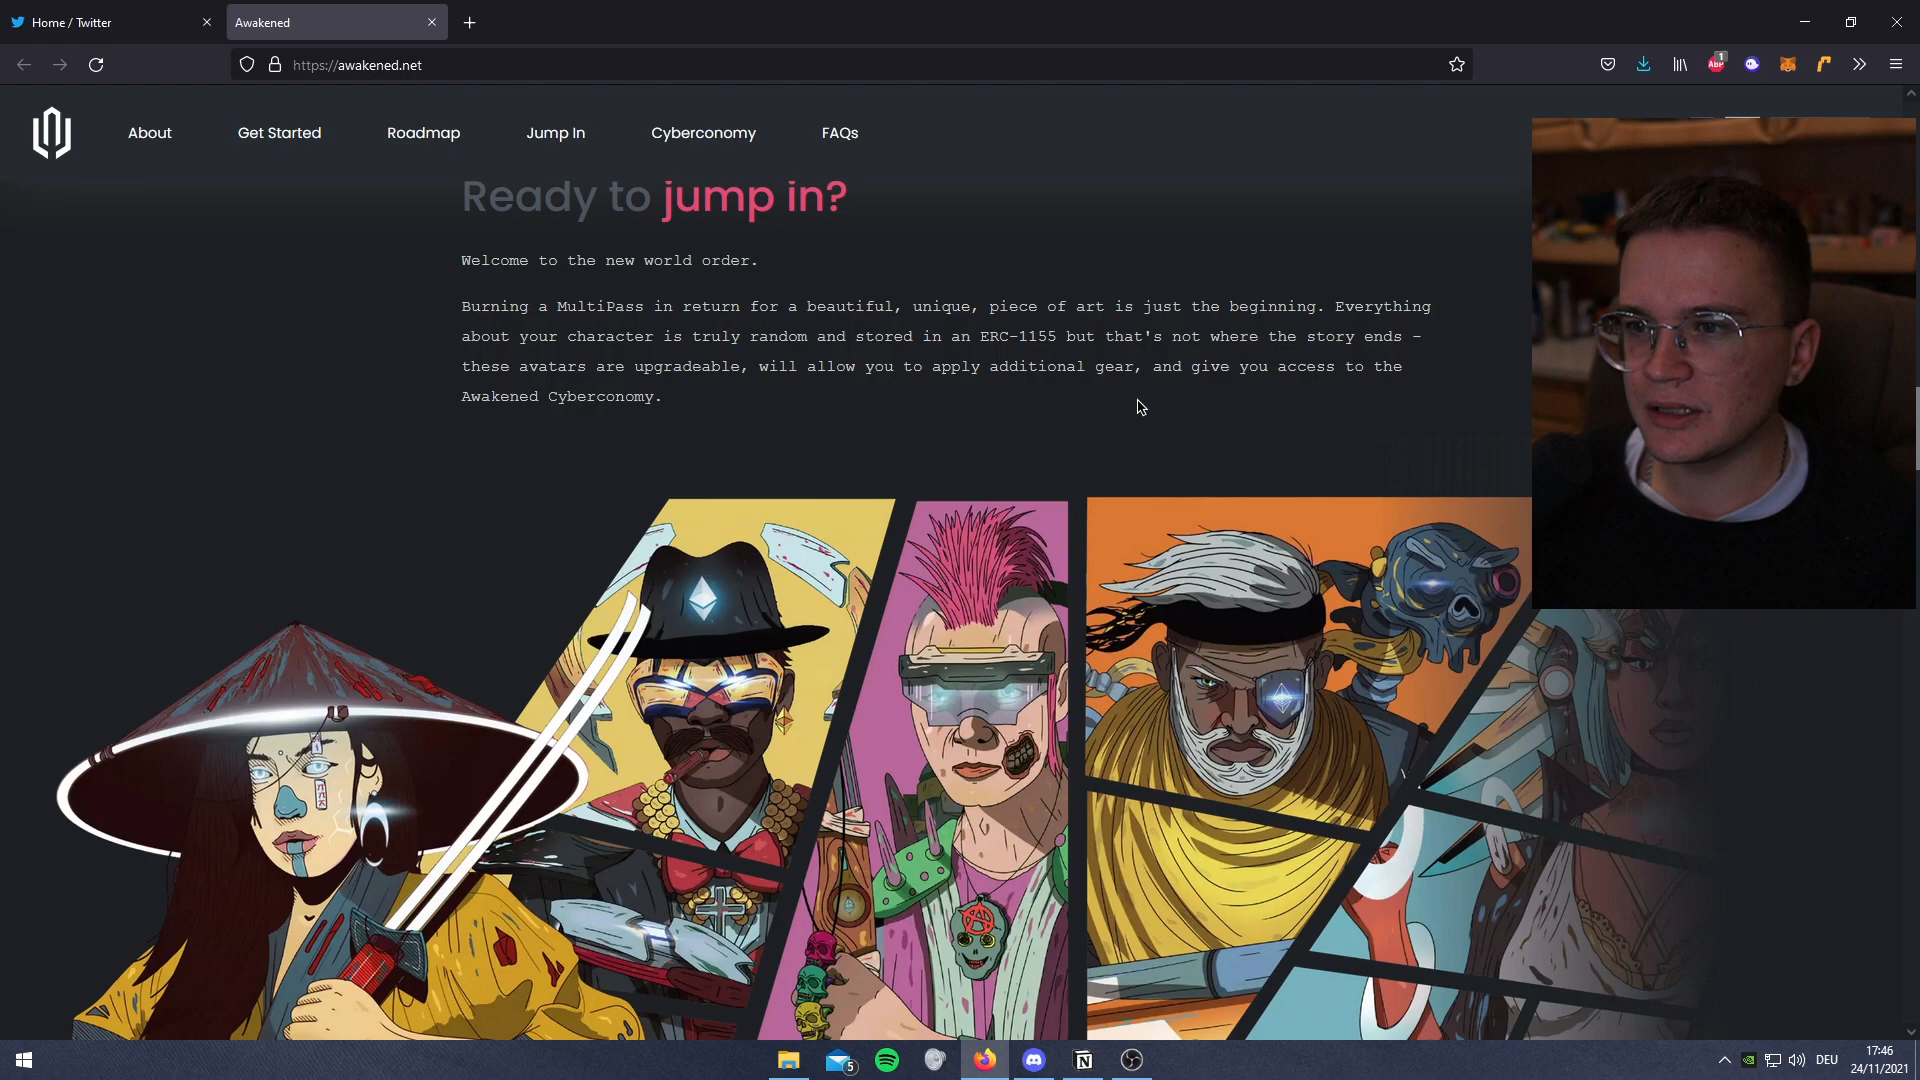 Home / Twitter
Awakened
https://awakened.net
ABP
1
About
Get Started
Roadmap
Jump In
Cyberconomy
FAQs
Ready to jump in?
Welcome to the new world order.
Burning a MultiPass in return for a beautiful, unique, piece of art is just the beginning. Everything
about your character is truly random and stored in an ERC-1155 but that's not where the story ends –
these avatars are upgradeable, will allow you to apply additional gear, and give you access to the
Awakened Cyberconomy.
5
DEU
17:46
24/11/2021